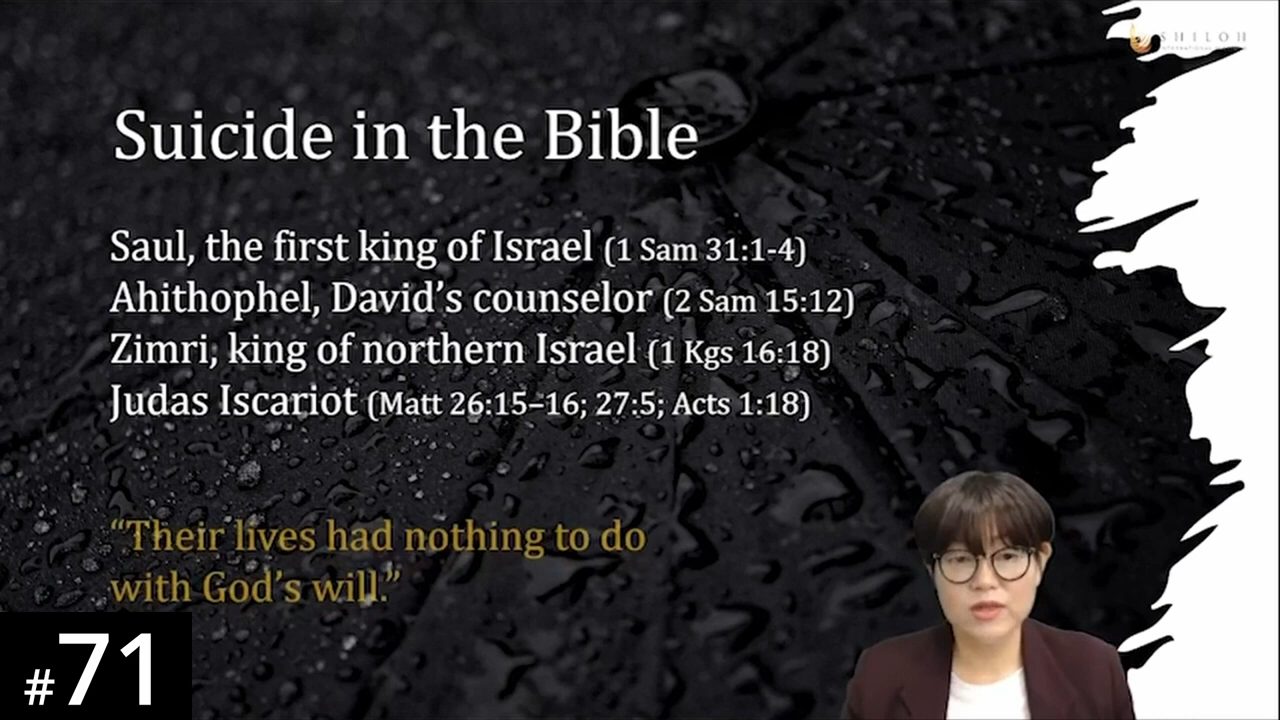 SHILOH
Suicide in the Bible
Saul, the first king of Israel (1 Sam 31:1-4)
Ahithophel, David’s counselor (2 Sam 15:12)
Zimri, king of northern Israel (1 Kgs 16:18)
Judas Iscariot (Matt 26:15–16; 27:5; Acts 1:18)
“Their lives had nothing to do
with God’s will.”
#71